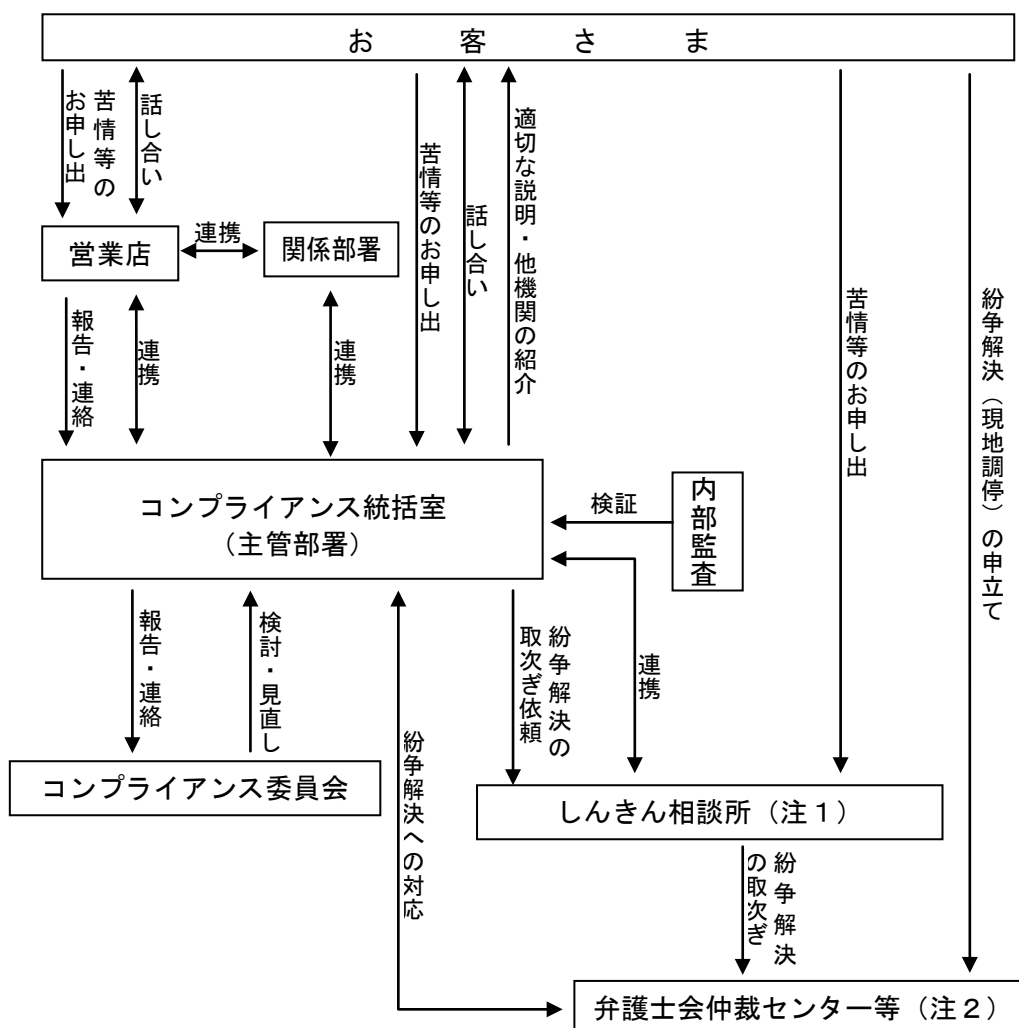 お客さま
苦情等の
お申し出
話し合い
苦情等のお申し出
話し合い
適切な説明・他機関の紹介
苦情等のお申し出
紛争解決（現地調停）の申立て
営業店
連携
関係部署
報告・連絡
連携
連携
コンプライアンス統括室
（主管部署）
検証
内部監査
報告・連絡
検討・見直し
紛争解決への対応
紛争解決の
取次ぎ依頼
連携
コンプライアンス委員会
しんきん相談所（注１）
紛争解決
の取次ぎ
弁護士会仲裁センター等（注２）